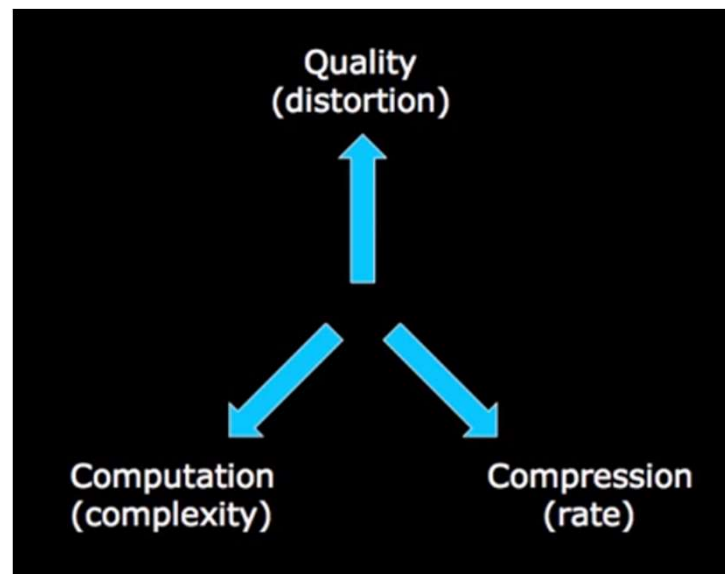 Quality
(distortion)
Computation
(complexity)
Compression
(rate)